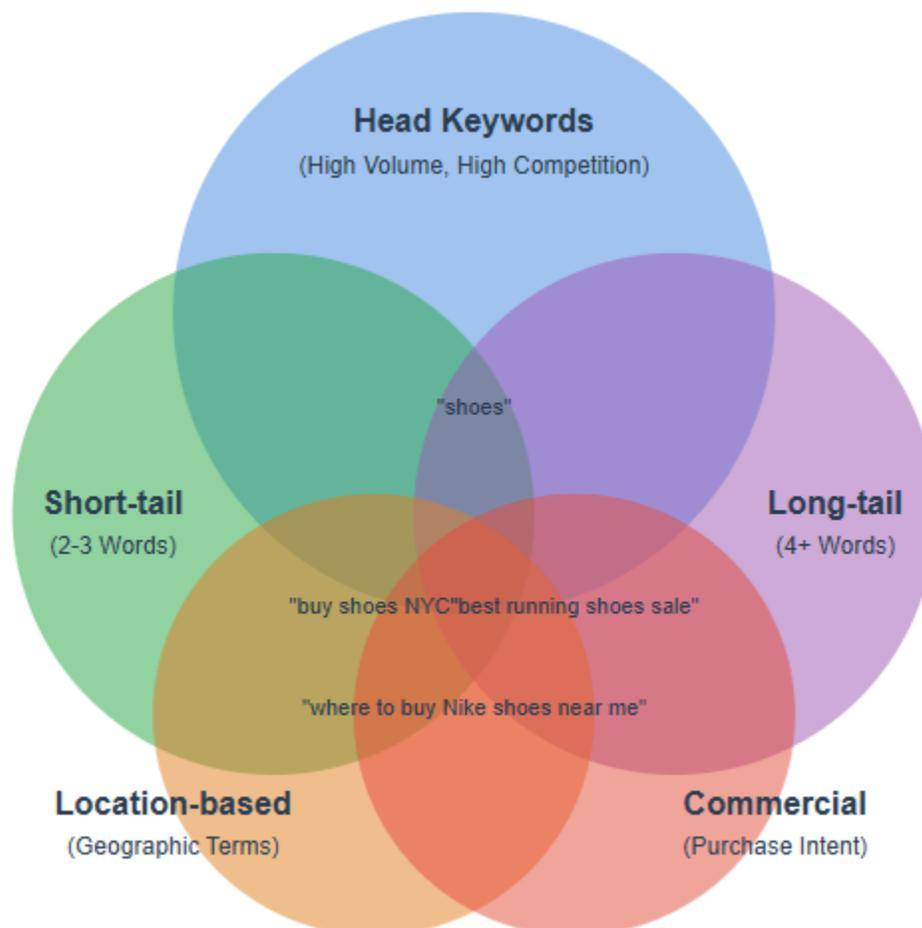 Head Keywords
(High Volume, High Competition)
"shoes"
Short-tail
(2-3 Words)
Long-tail
(4+ Words)
"buy shoes NYC"
"best running shoes sale"
"where to buy Nike shoes near me"
Location-based
(Geographic Terms)
Commercial
(Purchase Intent)